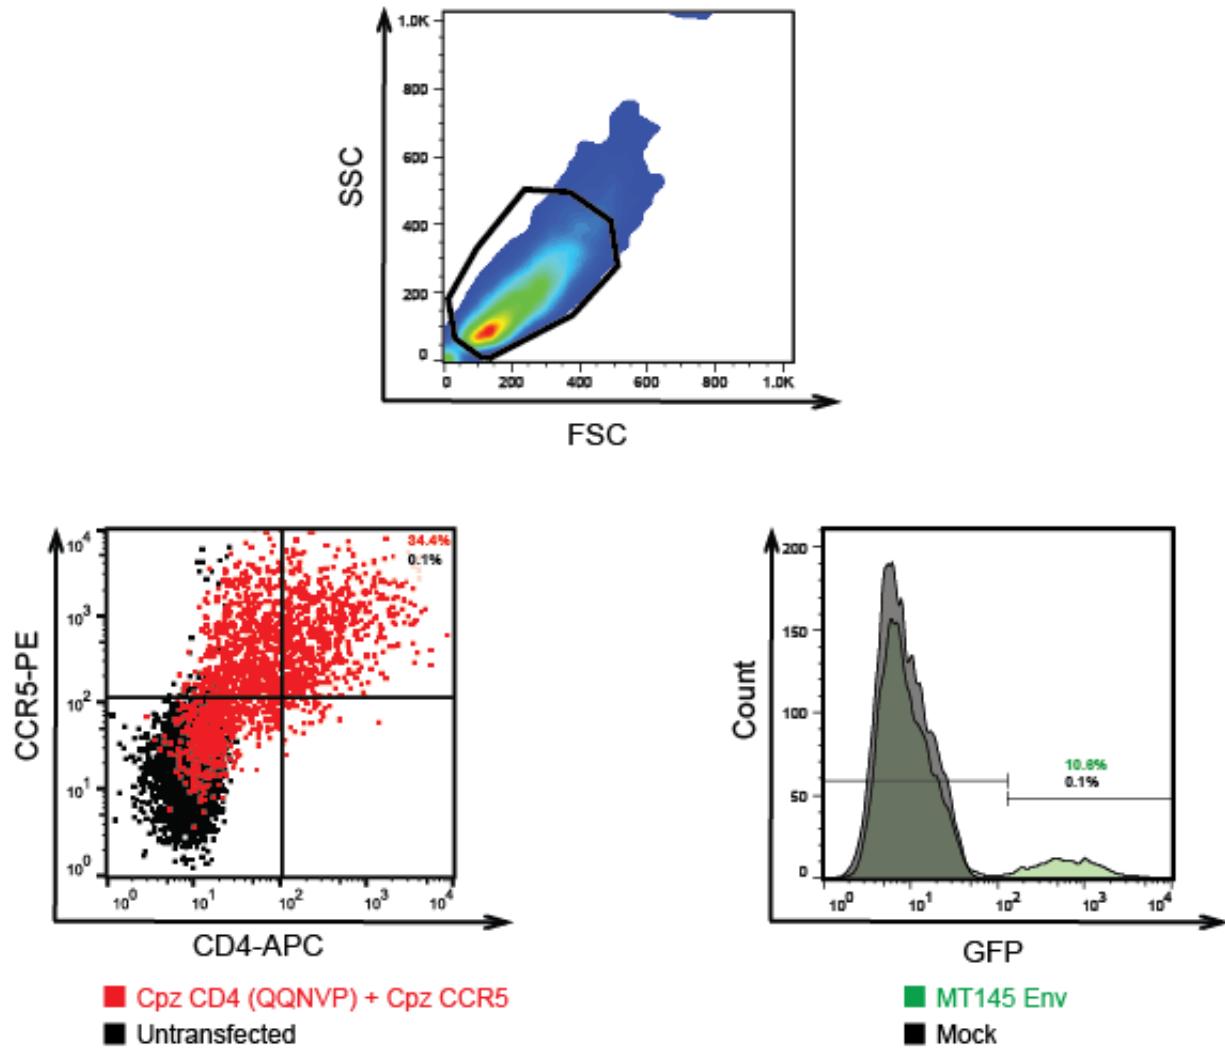 1.0K
800
600
400
200
0
SSC
0 200 400 600 800 1.0K
FSC
10^4
10^3
10^2
10^1
10^0
CCR5-PE
34.4%
0.1%
10^0 10^1 10^2 10^3 10^4
CD4-APC
Cpz CD4 (QQNVP) + Cpz CCR5
Untransfected
200
150
100
50
0
Count
10.6%
0.1%
10^0 10^1 10^2 10^3 10^4
GFP
MT145 Env
Mock